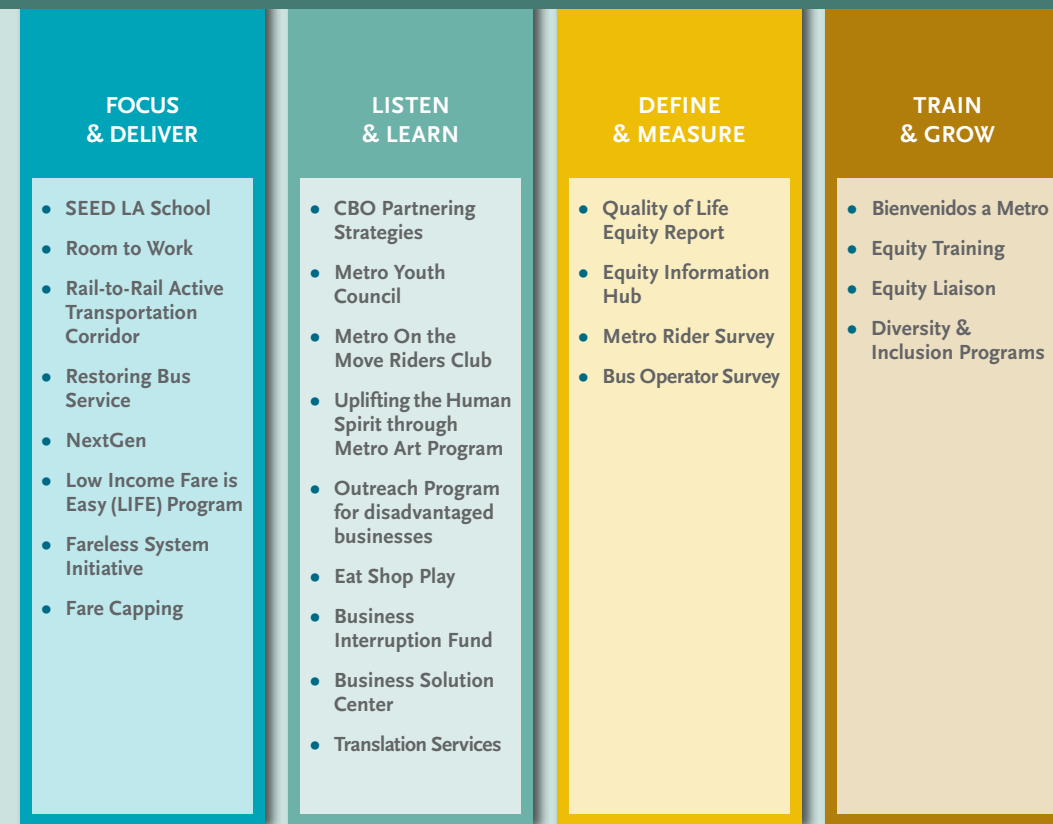 FOCUS
& DELIVER
• SEED LA School
• Room to Work
• Rail-to-Rail Active
Transportation
Corridor
• Restoring Bus
Service
• NextGen
• Low Income Fare is
Easy (LIFE) Program
• Fareless System
Initiative
• Fare Capping
LISTEN
& LEARN
• CBO Partnering
Strategies
• Metro Youth
Council
• Metro On the
Move Riders Club
• Uplifting the Human
Spirit through
Metro Art Program
• Outreach Program
for disadvantaged
businesses
• Eat Shop Play
• Business
Interruption Fund
• Business Solution
Center
• Translation Services
DEFINE
& MEASURE
• Quality of Life
Equity Report
• Equity Information
Hub
• Metro Rider Survey
• Bus Operator Survey
TRAIN
& GROW
• Bienvenidos a Metro
• Equity Training
• Equity Liaison
• Diversity &
Inclusion Programs